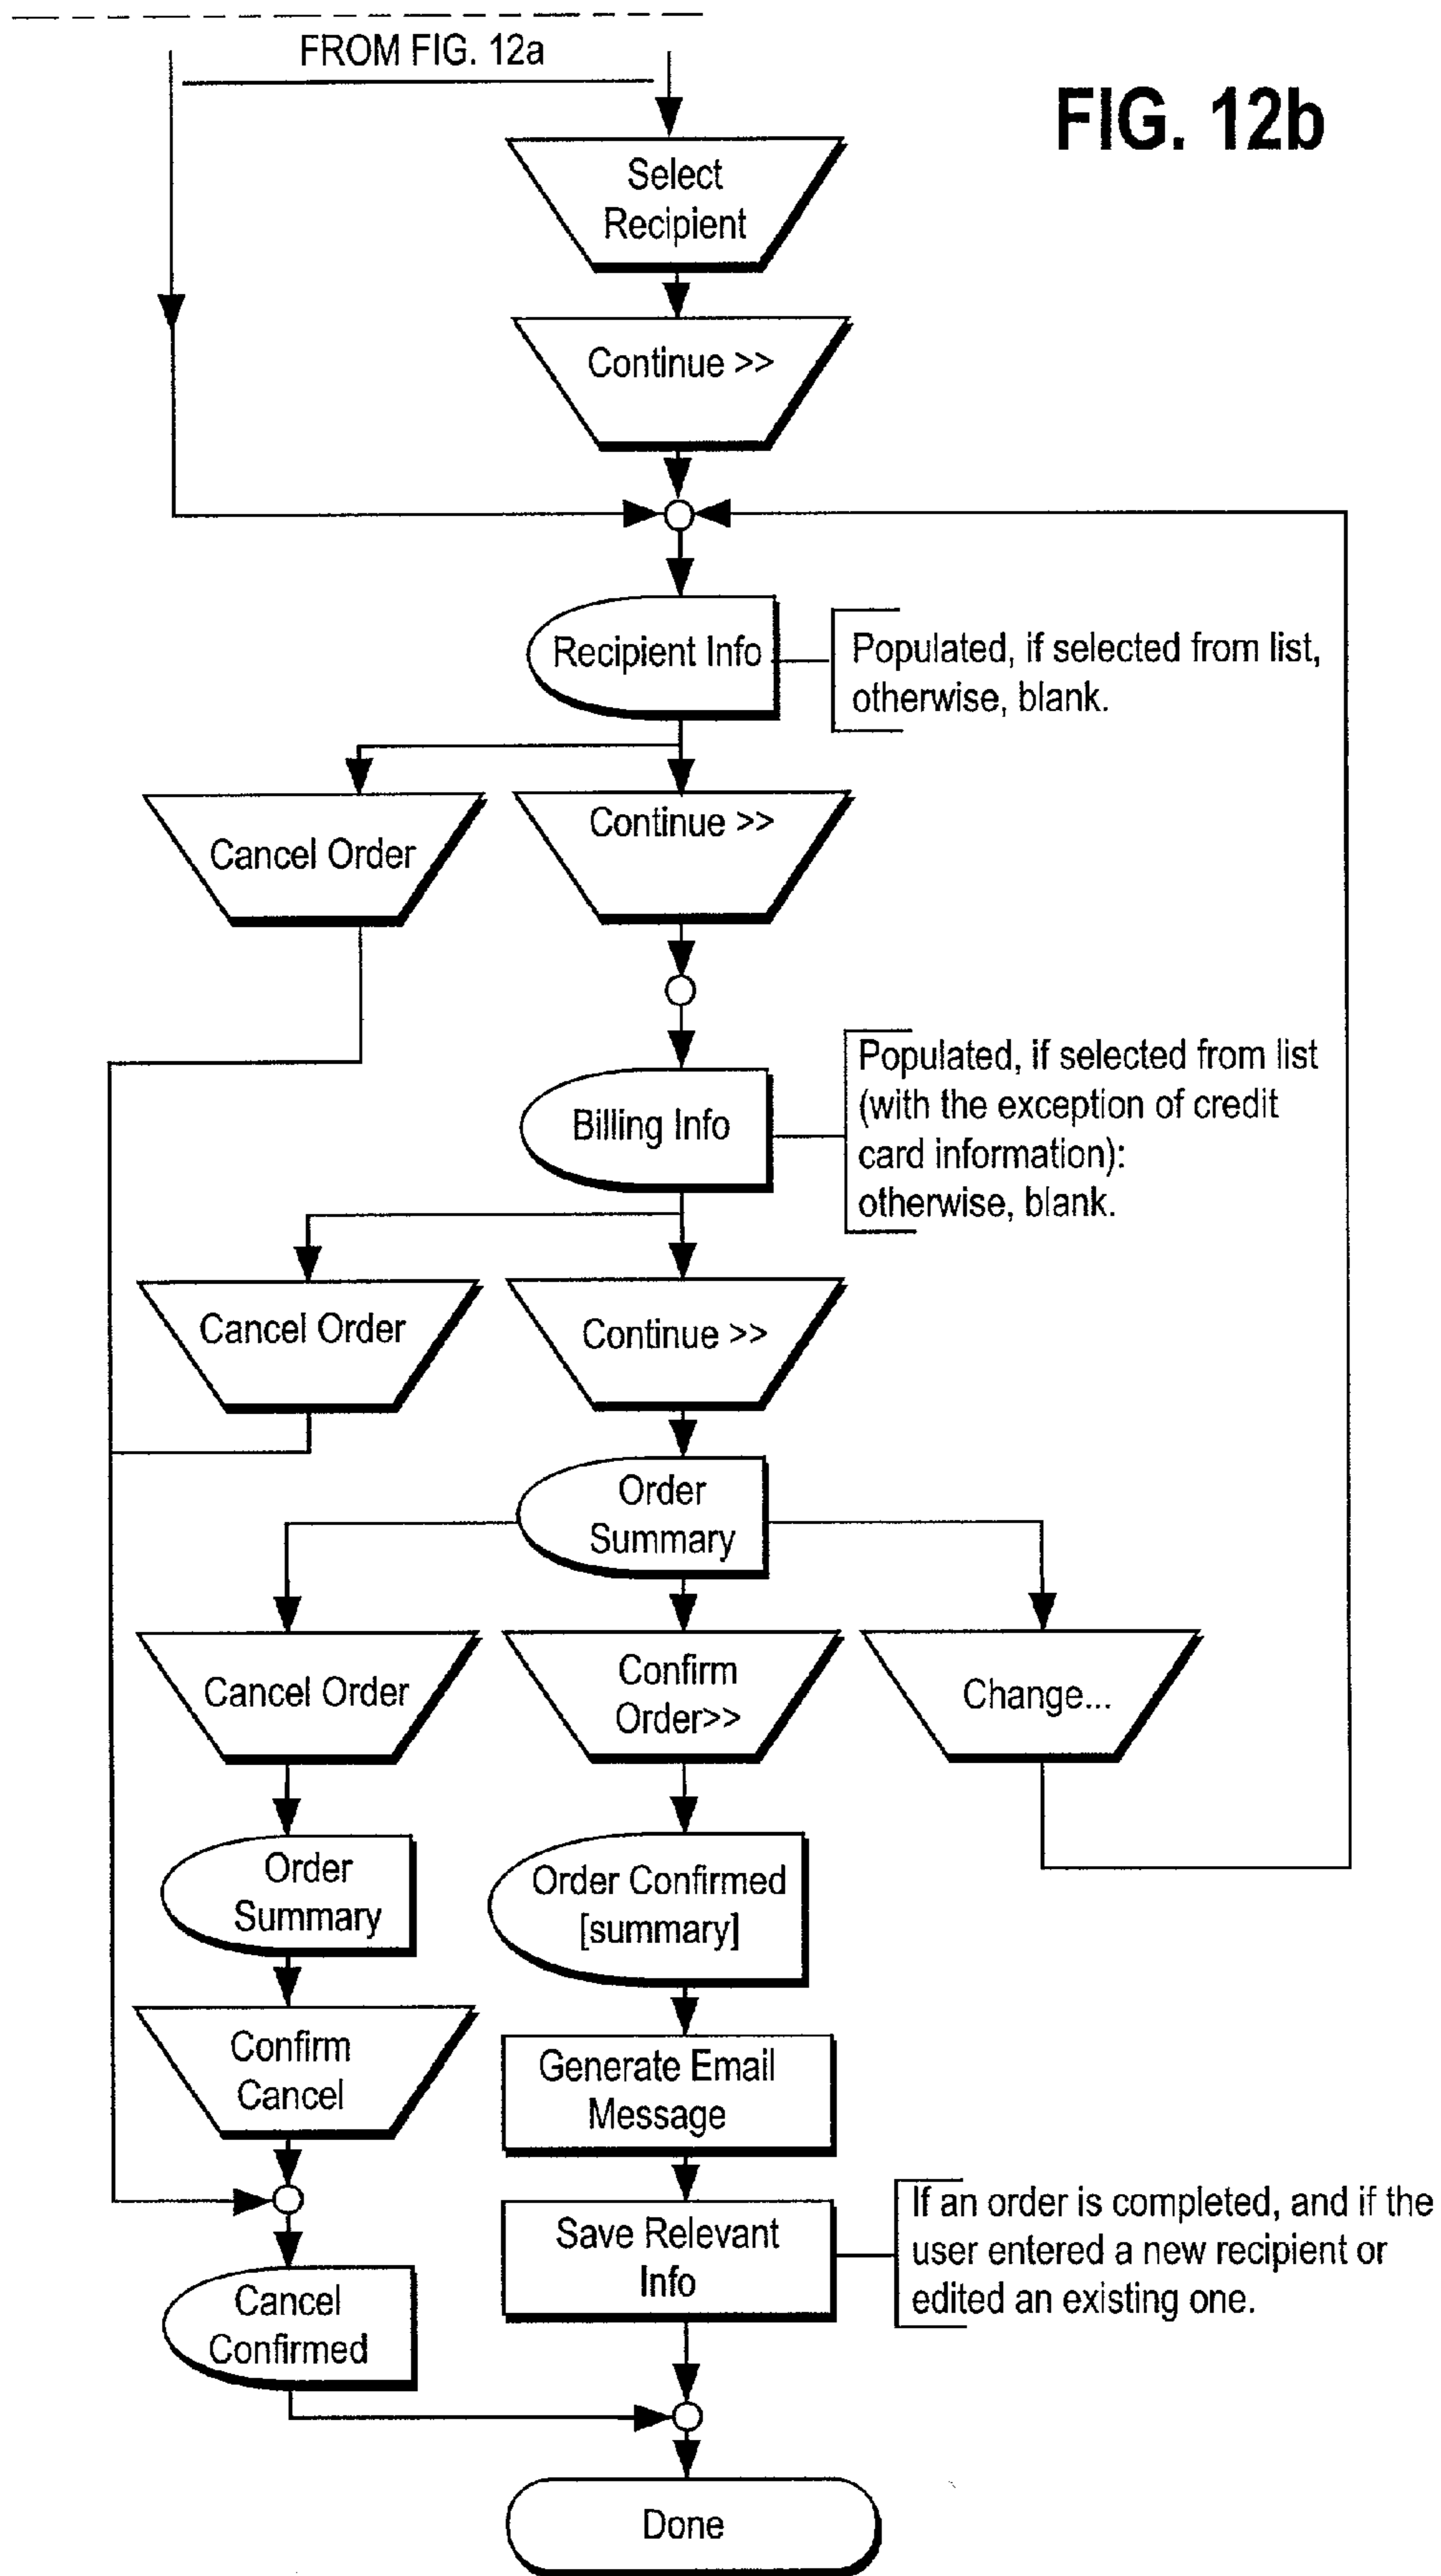 FROM FIG. 12a
FIG. 12b
Select
Recipient
Continue >>
Recipient Info
Populated, if selected from list,
otherwise, blank.
Cancel Order
Continue >>
Billing Info
Populated, if selected from list
(with the exception of credit
card information):
otherwise, blank.
Cancel Order
Continue >>
Order
Summary
Cancel Order
Confirm
Order>>
Change...
Order
Summary
Order Confirmed
[summary]
Confirm
Cancel
Generate Email
Message
Save Relevant
Info
If an order is completed, and if the
user entered a new recipient or
edited an existing one.
Cancel
Confirmed
Done